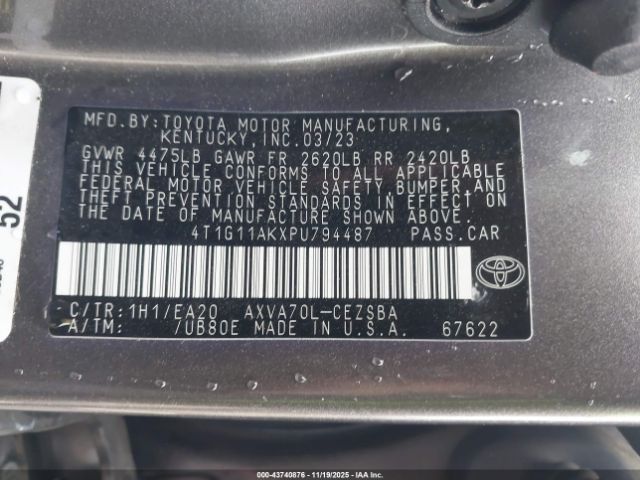 MFD.BY:TOYOTA MOTOR MANUFACTURING,
KENTUCKY, INC. 03/23
GVWR 4475LB GAWR FR 2620LB RR 2420LB
THIS VEHICLE CONFORMS TO ALL APPLICABLE
FEDERAL MOTOR VEHICLE SAFETY, BUMPER, AND
THEFT PREVENTION STANDARDS IN EFFECT ON
THE DATE OF MANUFACTURE SHOWN ABOVE.
4T1G11AKXPU794487 PASS.CAR
C/TR:1H1/EA20 AXVA70L-CEZSBA
A/TM: /UB80E MADE IN U.S.A. 67622
52
000-43740876 | 11/19/2025 - IAAI, Inc.